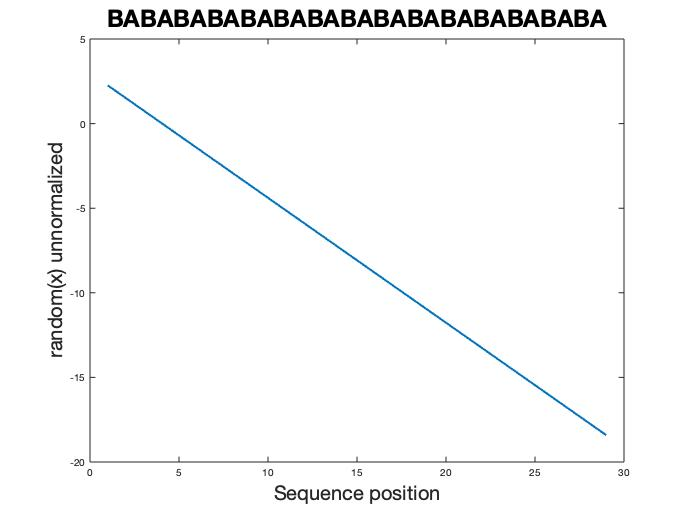 BABABABABABABABABABABABABABABA
5
0
-5
-10
-15
-20
random(x) unnormalized
0 5 10 15 20 25 30
Sequence position